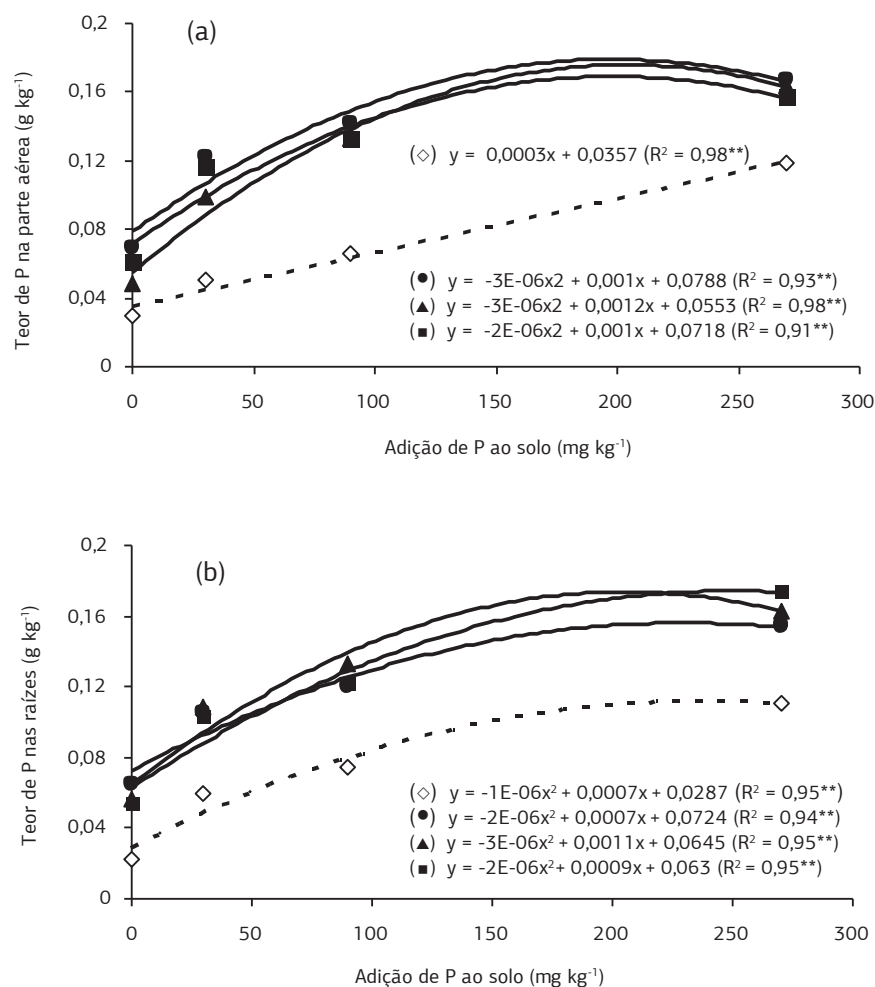 (a)
0,2
0,16
0,12
0,08
0,04
0
Teor de P na parte aérea (g kg⁻¹)
(◇) y = 0,0003x + 0,0357 (R² = 0,98**)
(●) y = -3E-06x2 + 0,001x + 0,0788 (R² = 0,93**)
(▲) y = -3E-06x2 + 0,0012x + 0,0553 (R² = 0,98**)
(■) y = -2E-06x2 + 0,001x + 0,0718 (R² = 0,91**)
0 50 100 150 200 250 300
Adição de P ao solo (mg kg⁻¹)
(b)
0,2
0,16
0,12
0,08
0,04
0
Teor de P nas raízes (g kg⁻¹)
(◇) y = -1E-06x² + 0,0007x + 0,0287 (R² = 0,95**)
(●) y = -2E-06x² + 0,0007x + 0,0724 (R² = 0,94**)
(▲) y = -3E-06x² + 0,0011x + 0,0645 (R² = 0,95**)
(■) y = -2E-06x²+ 0,0009x + 0,063 (R² = 0,95**)
0 50 100 150 200 250 300
Adição de P ao solo (mg kg⁻¹)